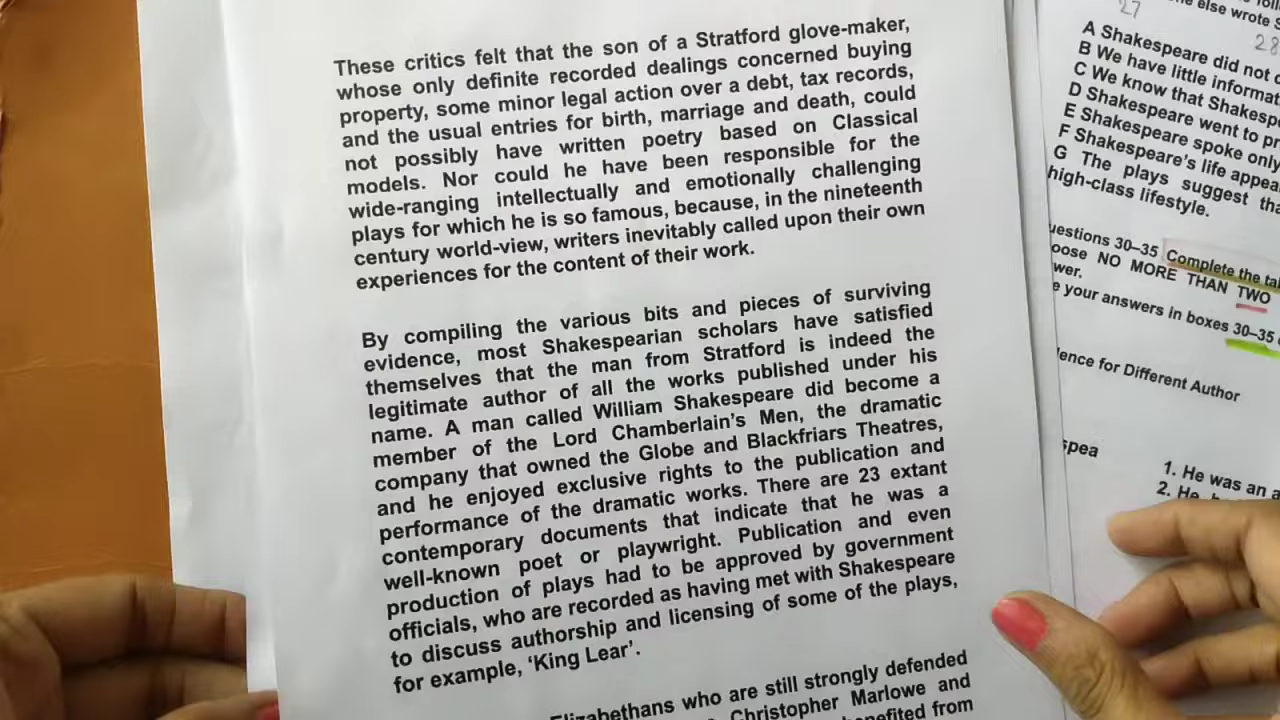 These critics felt that the son of a Stratford glove-maker,
whose only definite recorded dealings concerned buying
property, some minor legal action over a debt, tax records,
and the usual entries for birth, marriage and death, could
not possibly have written poetry based on Classical
models. Nor could he have been responsible for the
wide-ranging intellectually and emotionally challenging
plays for which he is so famous, because, in the nineteenth
century world-view, writers inevitably called upon their own
experiences for the content of their work.
By compiling the various bits and pieces of surviving
evidence, most Shakespearian scholars have satisfied
themselves that the man from Stratford is indeed the
legitimate author of all the works published under his
name. A man called William Shakespeare did become a
member of the Lord Chamberlain's Men, the dramatic
company that owned the Globe and Blackfriars Theatres,
and he enjoyed exclusive rights to the publication and
performance of the dramatic works. There are 23 extant
contemporary documents that indicate that he was a
well-known poet or playwright. Publication and even
production of plays had to be approved by government
officials, who are recorded as having met with Shakespeare
to discuss authorship and licensing of some of the plays,
for example, 'King Lear'.
Elizabethans who are still strongly defended
Christopher Marlowe and
from
else wrote
27
28
A Shakespeare did not
B We have little
C We know that
D Shakespeare went to
E Shakespeare spoke only
F Shakespeare's life
G The plays suggest
high-class lifestyle.
30–35 Complete the
NO MORE THAN TWO
your answers in boxes 30–35
for Different Author
1. He was an
2. He